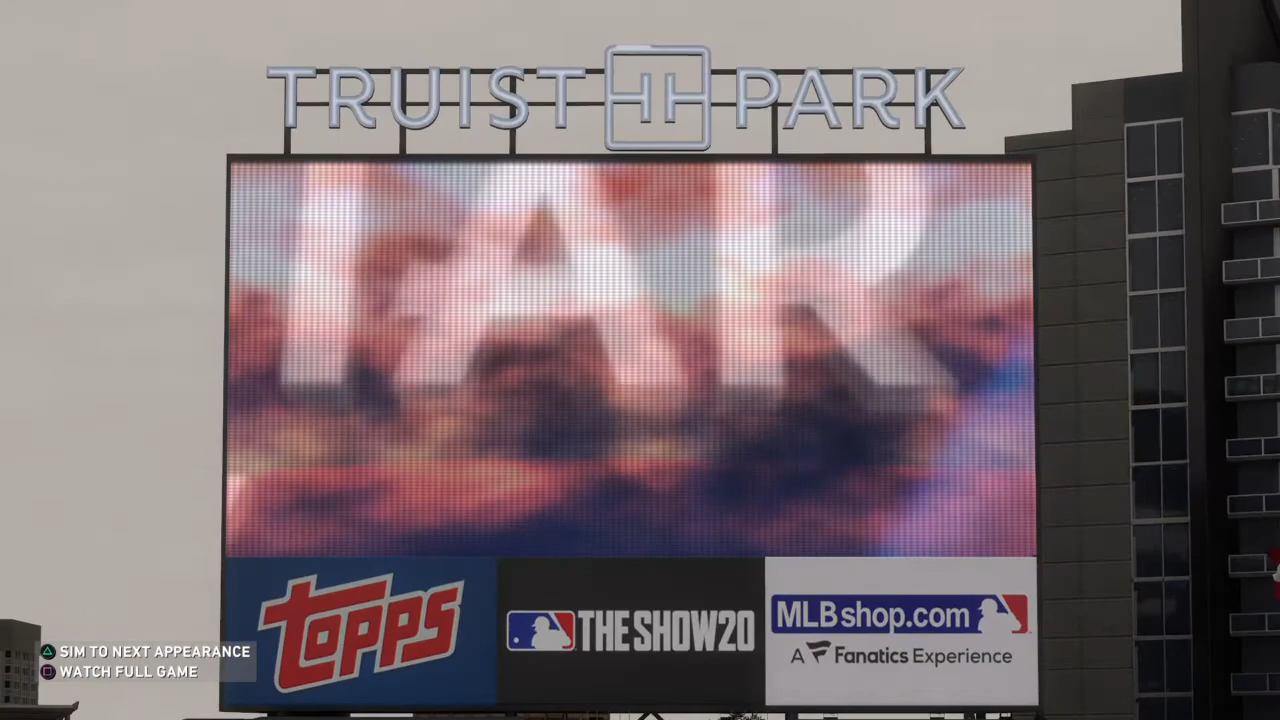 TRUIST PARK
TOPPS
THE SHOW20
MLBshop.com
A Fanatics Experience
SIM TO NEXT APPEARANCE
WATCH FULL GAME